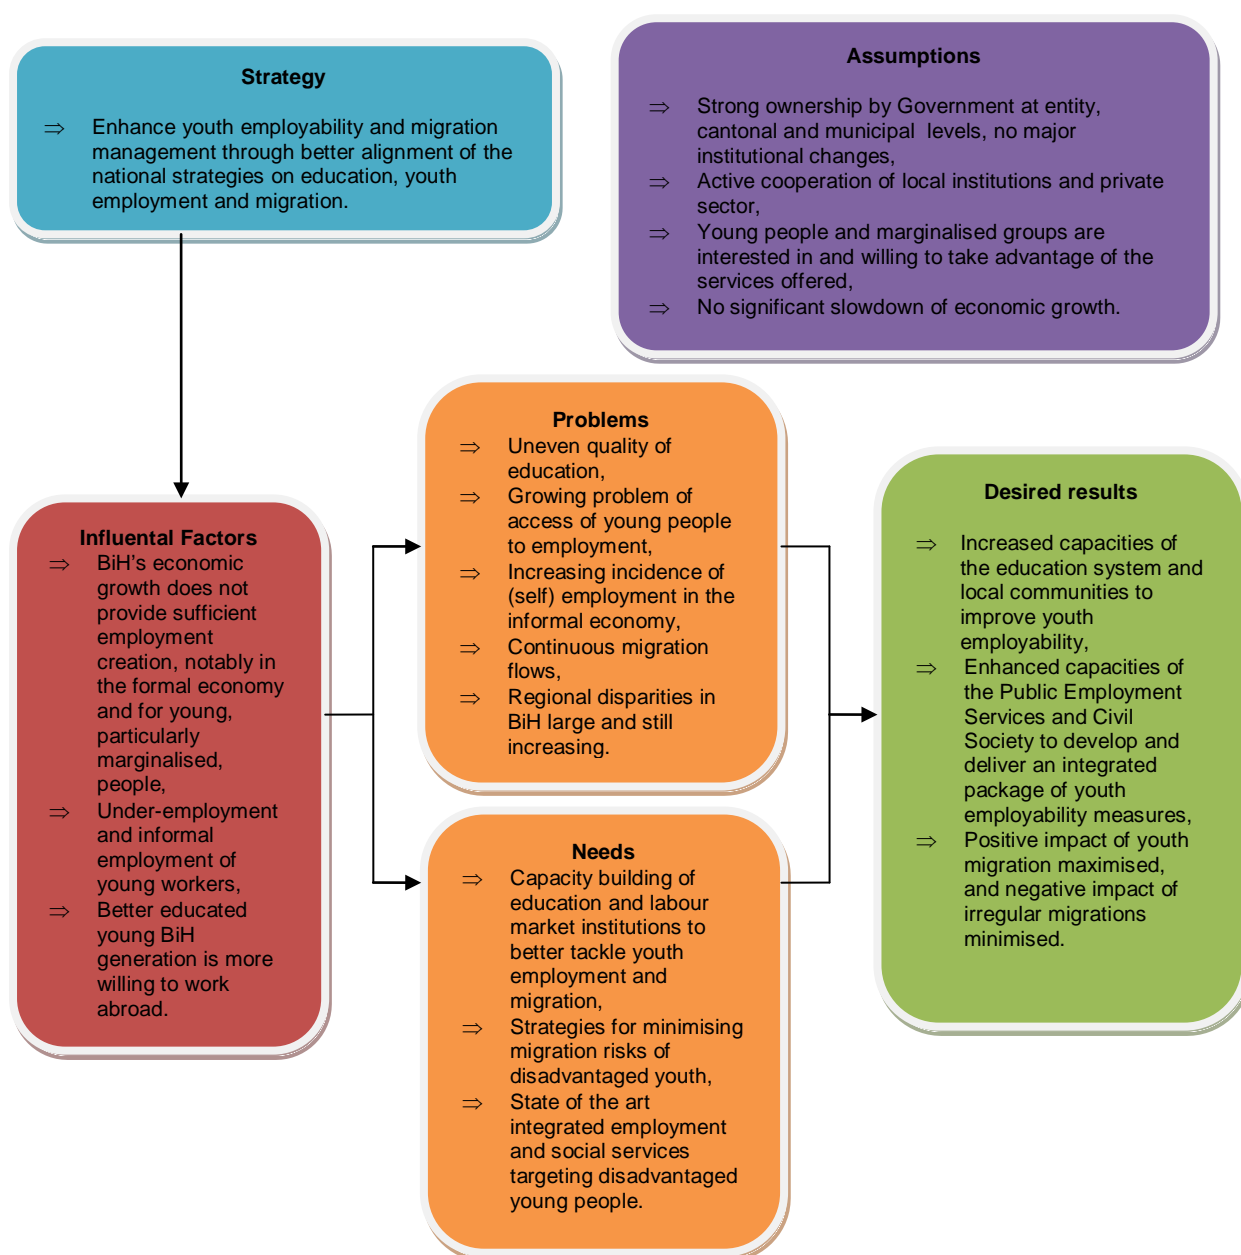 Strategy
⇒ Enhance youth employability and migration
management through better alignment of the
national strategies on education, youth
employment and migration.
Assumptions
⇒ Strong ownership by Government at entity,
cantonal and municipal levels, no major
institutional changes,
⇒ Active cooperation of local institutions and private
sector,
⇒ Young people and marginalised groups are
interested in and willing to take advantage of the
services offered,
⇒ No significant slowdown of economic growth.
Influental Factors
⇒ BiH’s economic
growth does not
provide sufficient
employment
creation, notably in
the formal economy
and for young,
particularly
marginalised,
people,
⇒ Under-employment
and informal
employment of
young workers,
⇒ Better educated
young BiH
generation is more
willing to work
abroad.
Problems
⇒ Uneven quality of
education,
⇒ Growing problem of
access of young people
to employment,
⇒ Increasing incidence of
(self) employment in the
informal economy,
⇒ Continuous migration
flows,
⇒ Regional disparities in
BiH large and still
increasing.
Needs
⇒ Capacity building of
education and labour
market institutions to
better tackle youth
employment and
migration,
⇒ Strategies for minimising
migration risks of
disadvantaged youth,
⇒ State of the art
integrated employment
and social services
targeting disadvantaged
young people.
Desired results
⇒ Increased capacities of
the education system and
local communities to
improve youth
employability,
⇒ Enhanced capacities of
the Public Employment
Services and Civil
Society to develop and
deliver an integrated
package of youth
employability measures,
⇒ Positive impact of youth
migration maximised,
and negative impact of
irregular migrations
minimised.